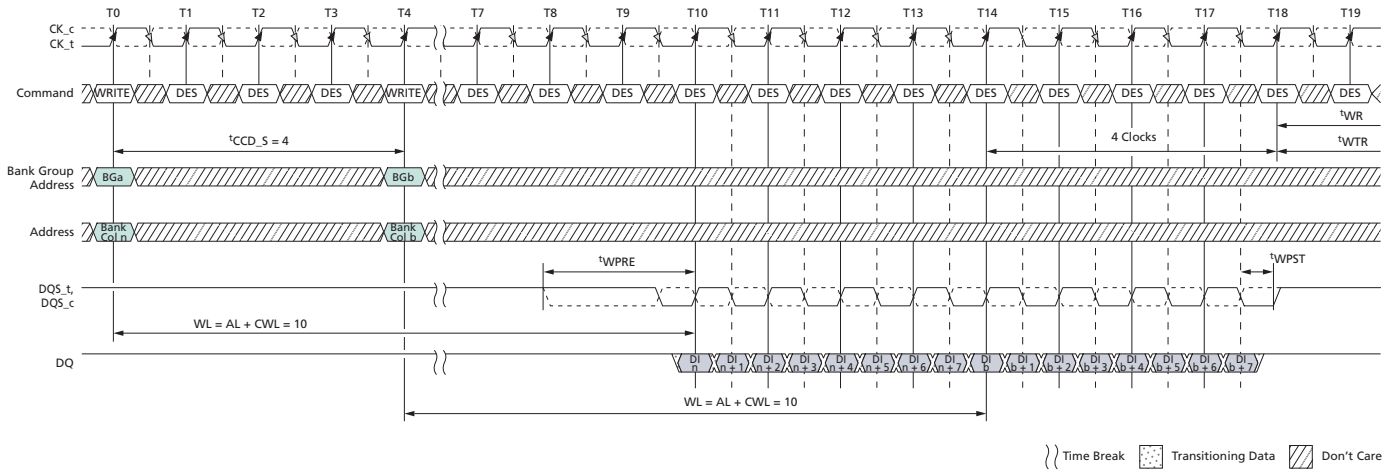 T0 T1 T2 T3 T4 T7 T8 T9 T10 T11 T12 T13 T14 T15 T16 T17 T18 T19
CK_c
CK_t
Command WRITE DES DES DES WRITE DES DES DES DES DES DES DES DES DES DES DES DES DES
tWR
tCCD_S = 4 4 Clocks tWTR
Bank Group
Address BGa BGb
Address Bank Col n Bank Col b
tWPRE tWPST
DQS_t,
DQS_c
WL = AL + CWL = 10
DQ DI n DI n + 1 DI n + 2 DI n + 3 DI n + 4 DI n + 5 DI n + 6 DI n + 7 DI b DI b + 1 DI b + 2 DI b + 3 DI b + 4 DI b + 5 DI b + 6 DI b + 7
WL = AL + CWL = 10
Time Break Transitioning Data Don't Care